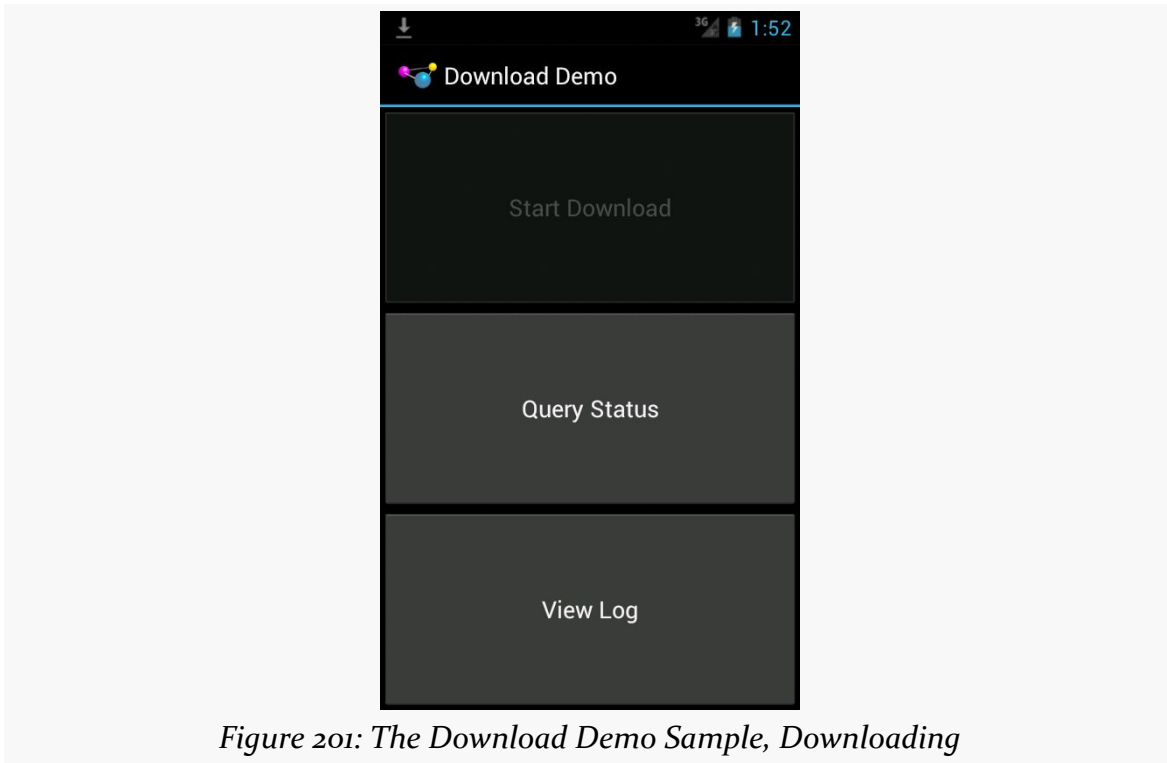 3G 1:52
Download Demo
Start Download
Query Status
View Log
Figure 201: The Download Demo Sample, Downloading